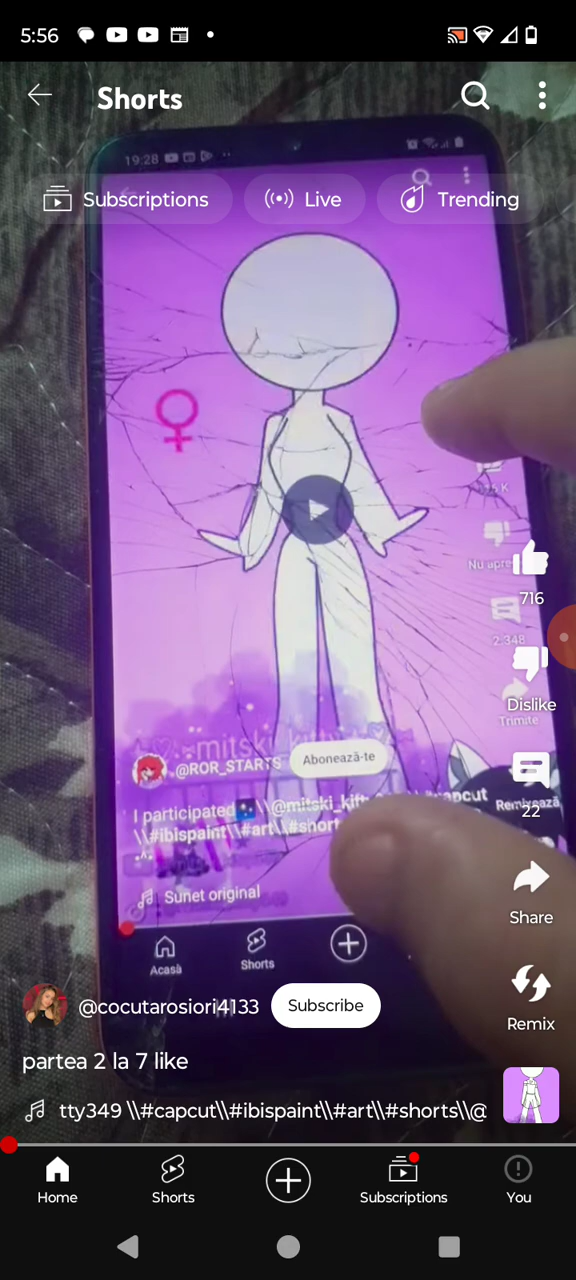 5:56
Shorts
19:28
Subscriptions
Live
Trending
Nu apre
716
2.348
Dislike
Trimite
mitski_kitty
@ROR_STARTS
Abonează-te
I participated
\\#ibispaint\\#art\\#short
Remixează
22
Sunet original
Share
Acasă
Shorts
@cocutarosiori4133
Subscribe
Remix
partea 2 la 7 like
tty349 \\#capcut\\#ibispaint\\#art\\#shorts\\@
Home
Shorts
Subscriptions
You